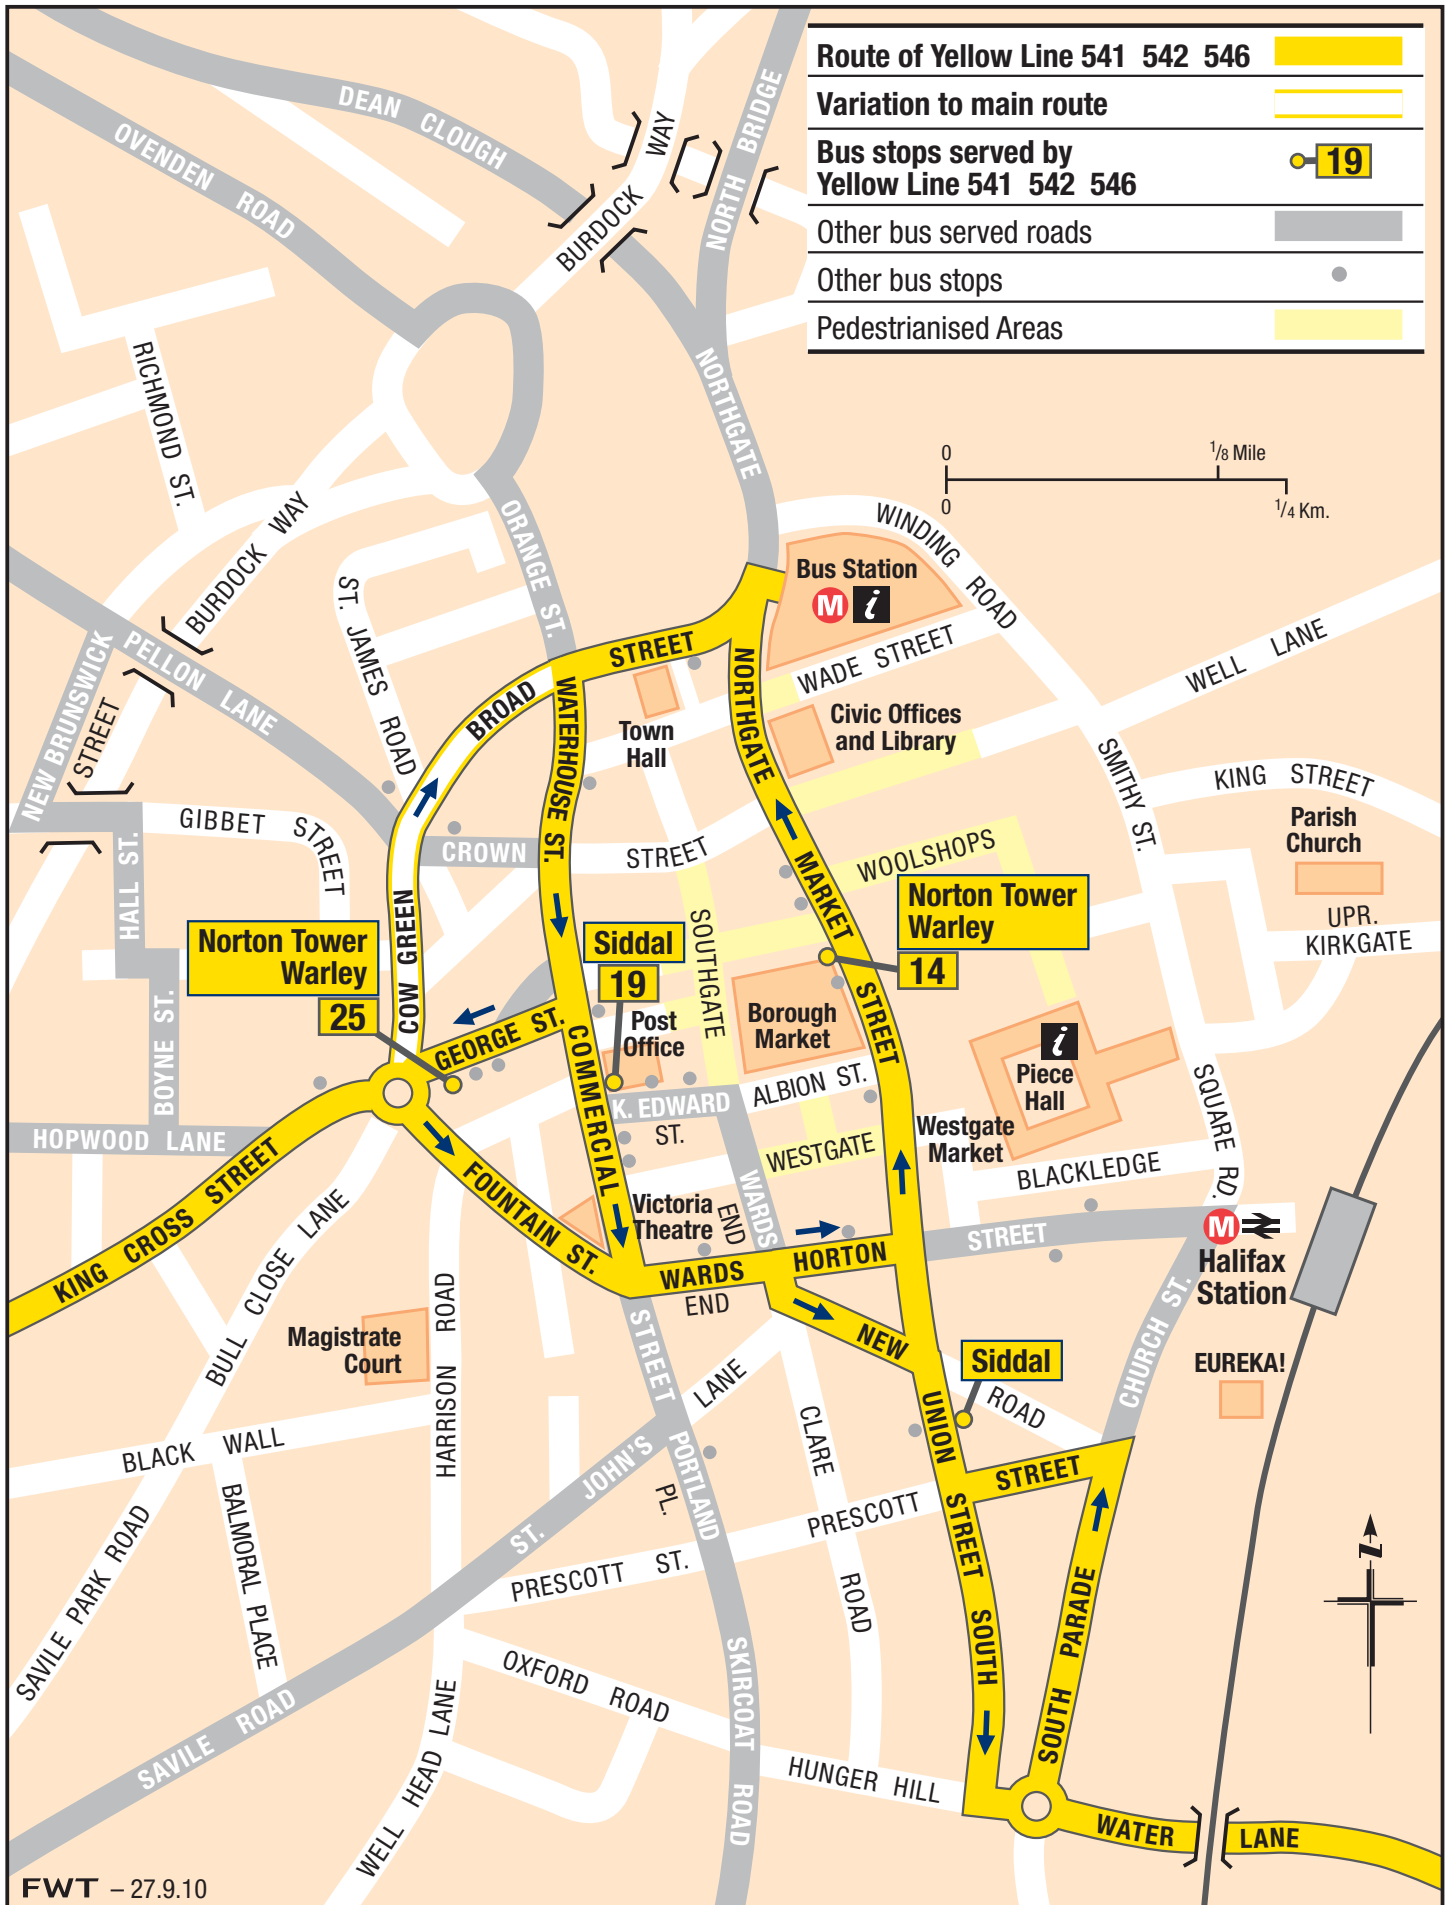 Route of Yellow Line 541 542 546
Variation to main route
Bus stops served by
Yellow Line 541 542 546
19
Other bus served roads
Other bus stops
Pedestrianised Areas
0
1/8 Mile
0
1/4 Km.
DEAN CLOUGH
OVENDEN ROAD
BURDOCK WAY
NORTH BRIDGE
NORTHGATE
RICHMOND ST.
BURDOCK WAY
ORANGE ST.
WINDING ROAD
Bus Station
M i
ST. JAMES ROAD
PELLON LANE
NEW BRUNSWICK
STREET
BROAD STREET
WADE STREET
WELL LANE
NORTHGATE
WATERHOUSE ST.
Town
Hall
Civic Offices
and Library
SMITHY ST.
KING STREET
Parish
Church
GIBBET STREET
HALL ST.
CROWN STREET
MARKET STREET
WOOLSHOPS
UPR.
KIRKGATE
Norton Tower
Warley
14
Norton Tower
Warley
25
COW GREEN
Siddal
19
SOUTHGATE
Post
Office
Borough
Market
i
Piece
Hall
BOYNE ST.
GEORGE ST.
COMMERCIAL
K. EDWARD
ST.
ALBION ST.
SQUARE RD.
HOPWOOD LANE
Westgate
Market
WESTGATE
BLACKLEDGE
KING CROSS STREET
FOUNTAIN ST.
Victoria
Theatre
WARDS
END
HORTON
STREET
M
Halifax
Station
WARDS
END
BULL CLOSE LANE
Magistrate
Court
HARRISON ROAD
STREET
NEW
ROAD
Siddal
CHURCH ST.
EUREKA!
LANE
CLARE
ROAD
UNION
STREET
SOUTH
STREET
BLACK WALL
BALMORAL PLACE
ST. JOHN'S
PORTLAND
PL.
PRESCOTT
PRESCOTT ST.
SAVILE PARK ROAD
SOUTH PARADE
OXFORD ROAD
SKIRCOAT ROAD
SAVILE ROAD
WELL HEAD LANE
HUNGER HILL
WATER LANE
N
FWT – 27.9.10